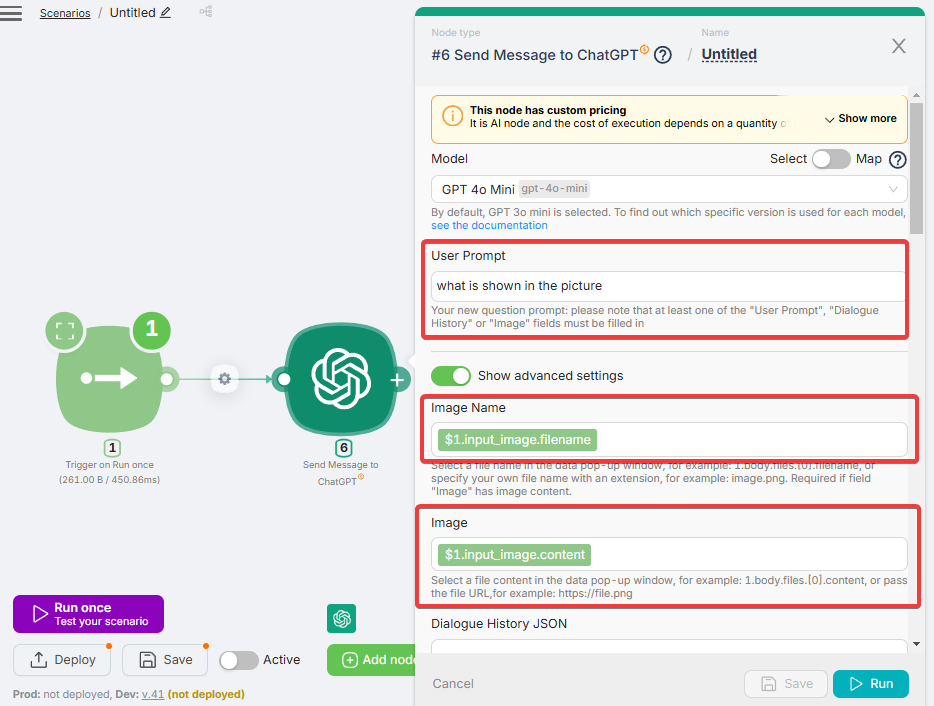 Scenarios / Untitled
Node type
#6 Send Message to ChatGPT
Name
/ Untitled
This node has custom pricing
It is AI node and the cost of execution depends on a quantity
Show more
Model
Select
Map
GPT 4o Mini gpt-4o-mini
By default, GPT 3o mini is selected. To find out which specific version is used for each model,
see the documentation
User Prompt
what is shown in the picture
Your new question prompt: please note that at least one of the "User Prompt", "Dialogue
History" or "Image" fields must be filled in
Show advanced settings
Image Name
$1.input_image.filename
Select a file name in the data pop-up window, for example: 1.body.files.[0].filename, or
specify your own file name with an extension, for example: image.png. Required if field
"Image" has image content.
Image
$1.input_image.content
Select a file content in the data pop-up window, for example: 1.body.files.[0].content, or pass
the file URL,for example: https://file.png
Dialogue History JSON
Cancel
Save
Run
1
1
Trigger on Run once
(261.00 B / 450.86ms)
6
Send Message to
ChatGPT
Run once
Test your scenario
Deploy
Save
Active
Add node
Prod: not deployed, Dev: v.41 (not deployed)